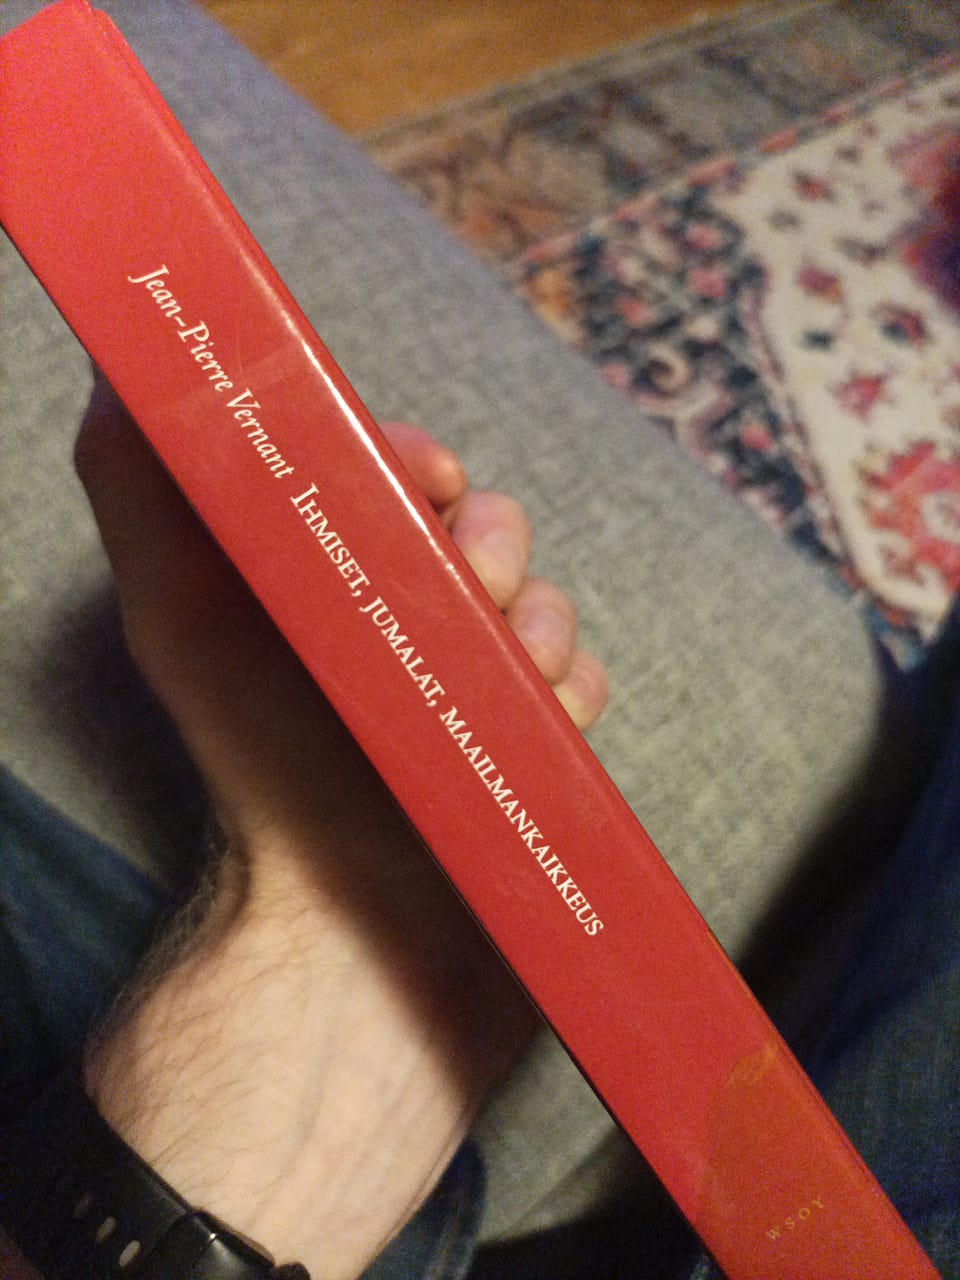 Jean-Pierre Vernant IHMISET, JUMALAT, MAAILMANKAIKKEUS
WSOY